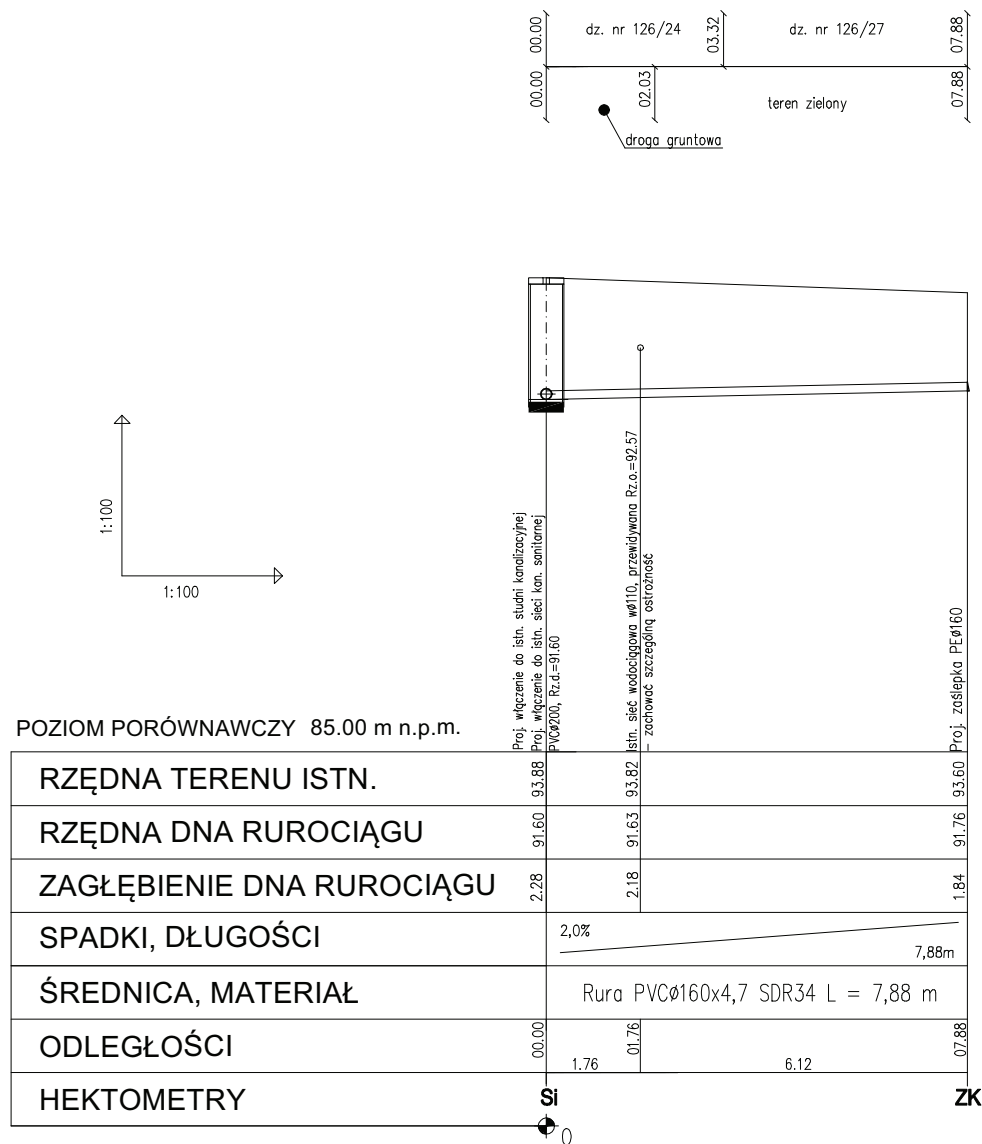 00.00
dz. nr 126/24
03.32
dz. nr 126/27
07.88
00.00
02.03
teren zielony
07.88
droga gruntowa
1:100
1:100
Proj. włączenie do istn. studni kanalizacyjnej
Proj. włączenie do istn. sieci kan. sanitarnej
PVCø200, Rz.d.=91.60
Istn. sieć wodociągowa wø110, przewidywana Rz.o.=92.57
– zachować szczególną ostrożność
Proj. zaślepka PEø160
POZIOM PORÓWNAWCZY 85.00 m n.p.m.
RZĘDNA TERENU ISTN. 93.88 93.82 93.60
RZĘDNA DNA RUROCIĄGU 91.60 91.63 91.76
ZAGŁĘBIENIE DNA RUROCIĄGU 2.28 2.18 1.84
SPADKI, DŁUGOŚCI 2,0% 7,88m
ŚREDNICA, MATERIAŁ Rura PVCø160x4,7 SDR34 L = 7,88 m
ODLEGŁOŚCI 00.00 1.76 01.76 6.12 07.88
HEKTOMETRY Si ZK
0